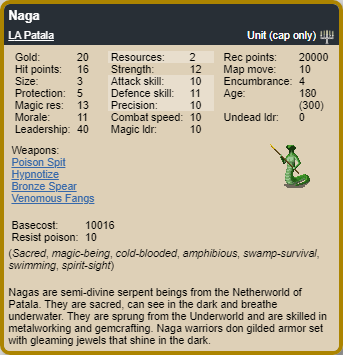 Naga
LA Patala Unit (cap only)
Gold: 20 Resources: 2 Rec points: 20000
Hit points: 16 Strength: 12 Map move: 10
Size: 3 Attack skill: 10 Encumbrance: 4
Protection: 5 Defence skill: 11 Age: 180
Magic res: 13 Precision: 10 (300)
Morale: 11 Combat speed: 10 Undead ldr: 0
Leadership: 40 Magic ldr: 10
Weapons:
Poison Spit
Hypnotize
Bronze Spear
Venomous Fangs
Basecost: 10016
Resist poison: 10
(Sacred, magic-being, cold-blooded, amphibious, swamp-survival,
swimming, spirit-sight)
Nagas are semi-divine serpent beings from the Netherworld of
Patala. They are sacred, can see in the dark and breathe
underwater. They are sprung from the Underworld and are skilled in
metalworking and gemcrafting. Naga warriors don gilded armor set
with gleaming jewels that shine in the dark.